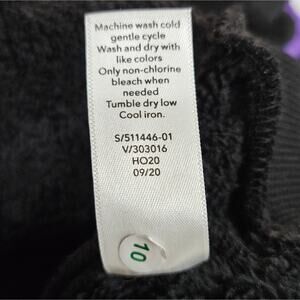 Machine wash cold
gentle cycle
Wash and dry with
like colors
Only non-chlorine
bleach when
needed
Tumble dry low
Cool iron.
S/511446-01
V/303016
HO20
09/20
10